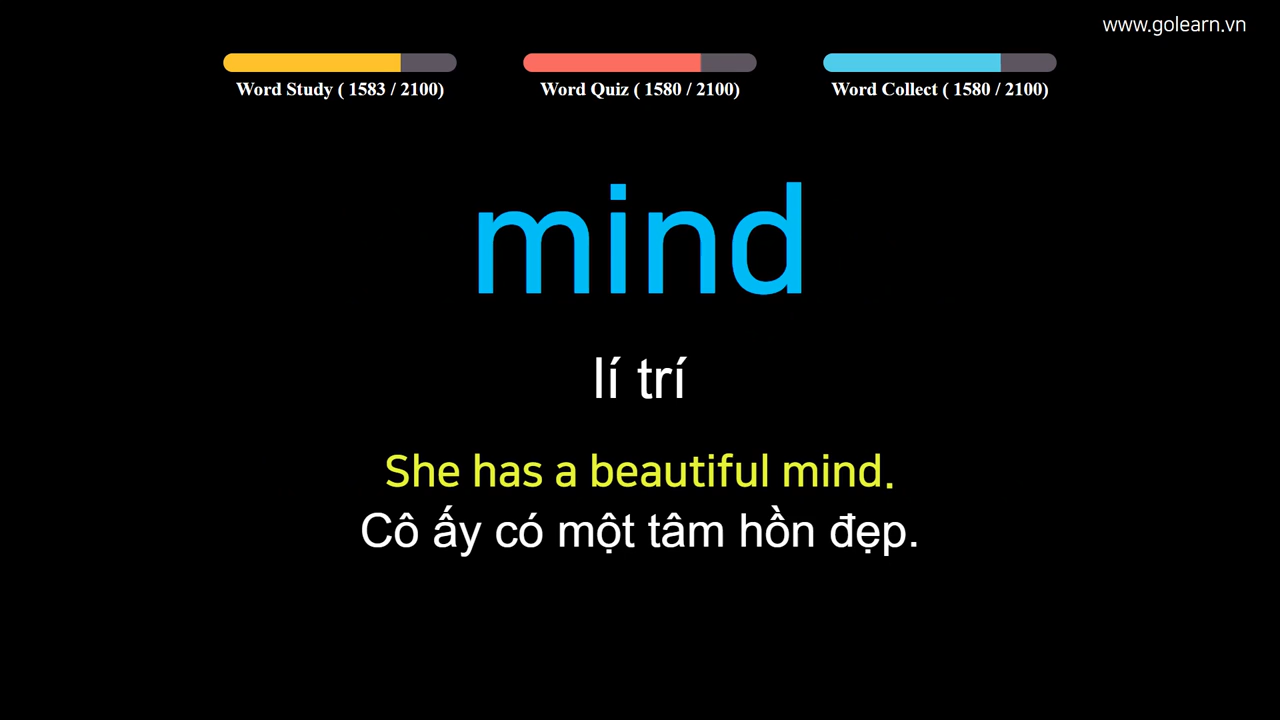 www.golearn.vn
Word Study ( 1583 / 2100)
Word Quiz ( 1580 / 2100)
Word Collect ( 1580 / 2100)
mind
lí trí
She has a beautiful mind.
Cô ấy có một tâm hồn đẹp.